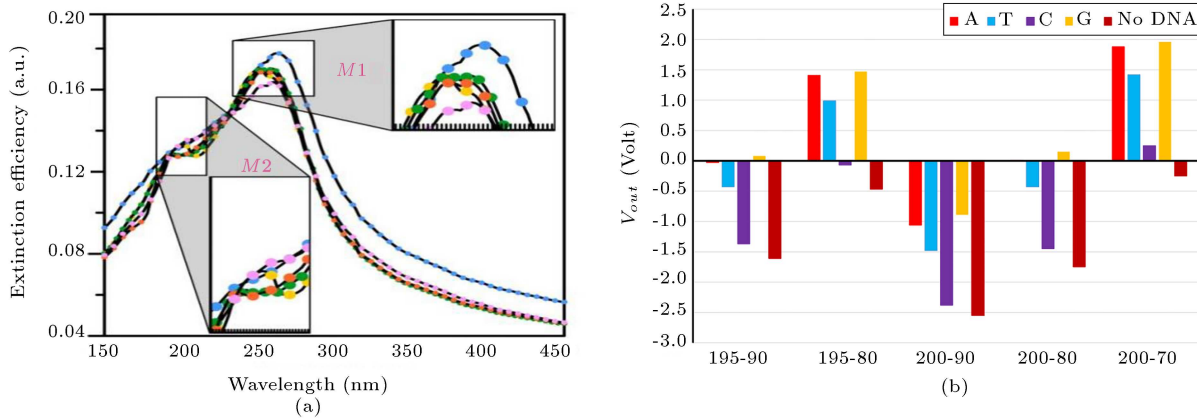 0.20
0.16
0.12
0.08
0.04
Extinction efficiency (a.u.)
M1
M2
150 200 250 300 350 400 450
Wavelength (nm)
(a)
A T C G No DNA
2.5
2.0
1.5
1.0
0.5
0.0
-0.5
-1.0
-1.5
-2.0
-2.5
-3.0
Vout (Volt)
195-90 195-80 200-90 200-80 200-70
(b)